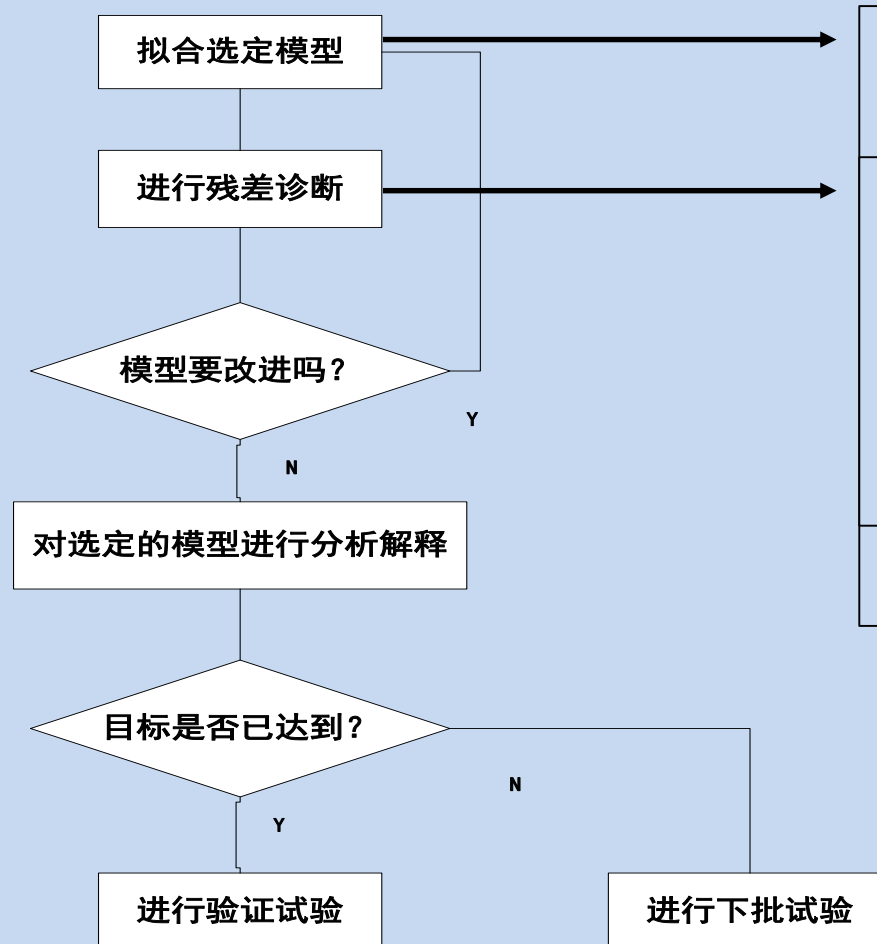 拟合选定模型
进行残差诊断
模型要改进吗？
Y
N
对选定的模型进行分析解释
目标是否已达到？
N
Y
进行验证试验
进行下批试验